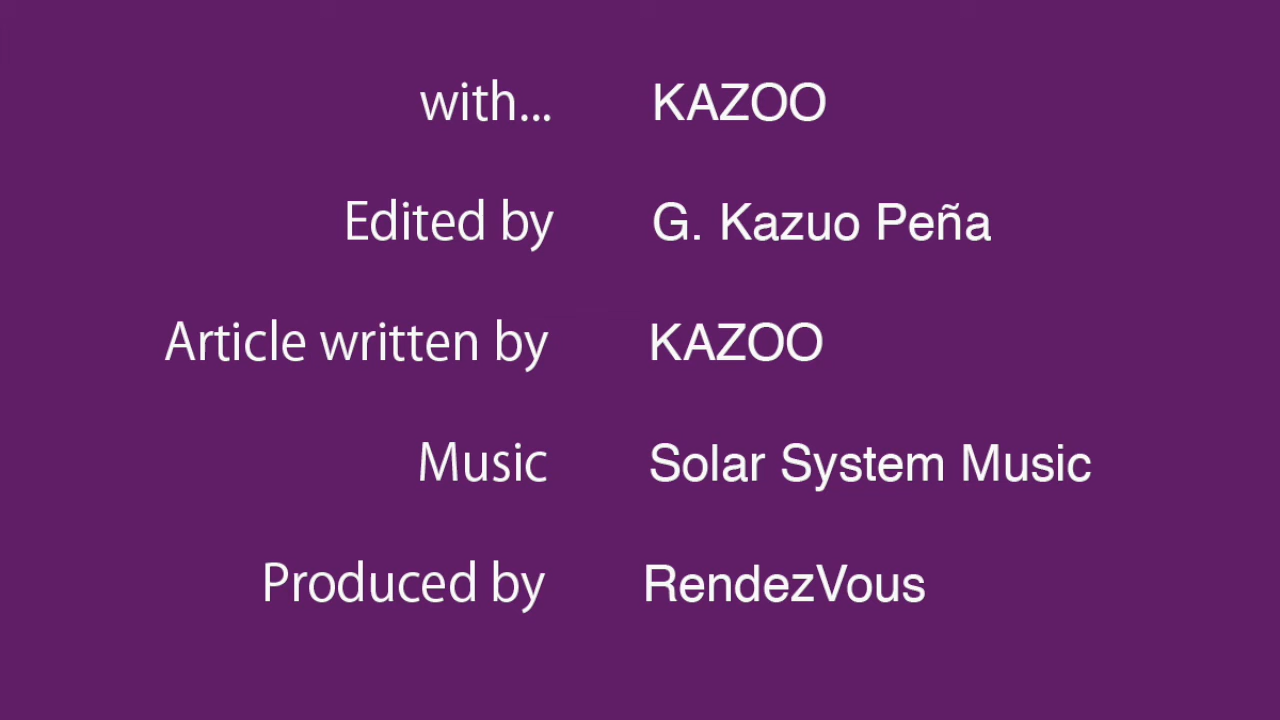 with... KAZOO
Edited by G. Kazuo Peña
Article written by KAZOO
Music Solar System Music
Produced by RendezVous